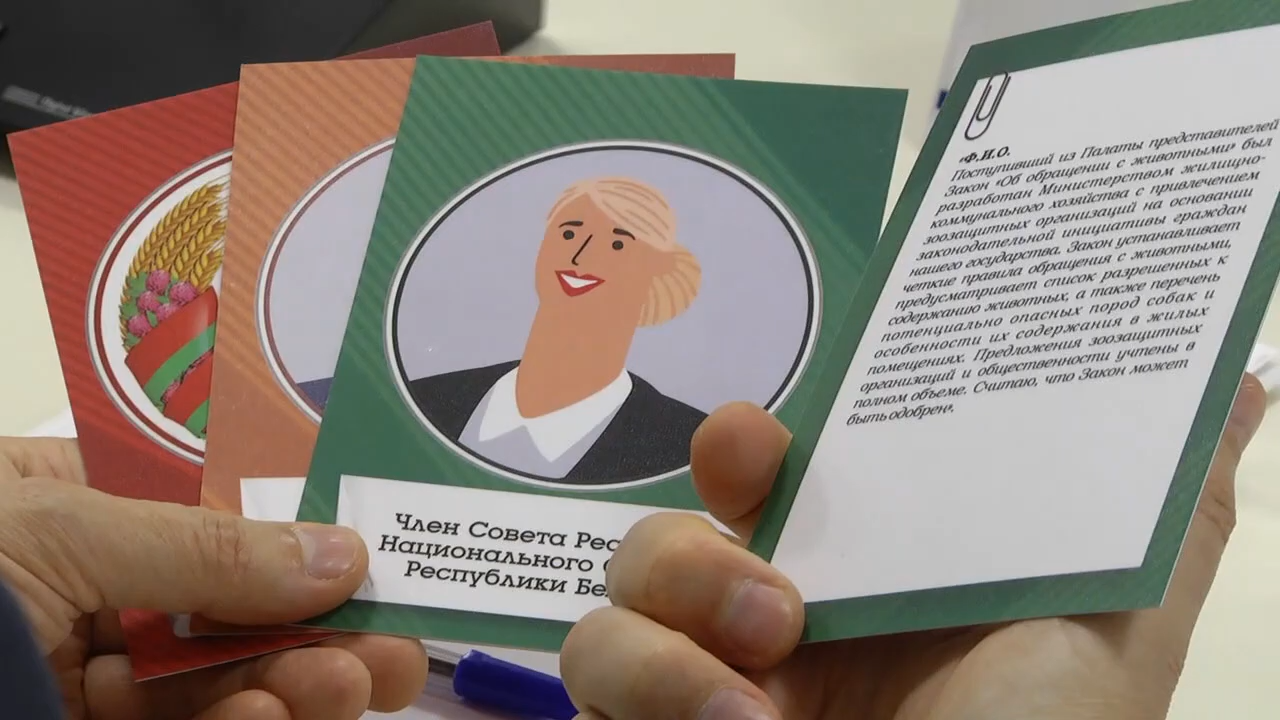 Член Совета
Национального
Республики
«Ф.И.О.
Поступивший из Палаты представителей
Закон «Об обращении с животными» был
разработан Министерством жилищно-
коммунального хозяйства с привлечением
зоозащитных организаций на основании
законодательной инициативы граждан
нашего государства. Закон устанавливает
четкие правила обращения с животными,
предусматривает список разрешенных к
содержанию животных, а также перечень
потенциально опасных пород собак и
особенности их содержания в жилых
помещениях. Предложения зоозащитных
организаций и общественности учтены в
полном объеме. Считаю, что Закон может
быть одобрен».